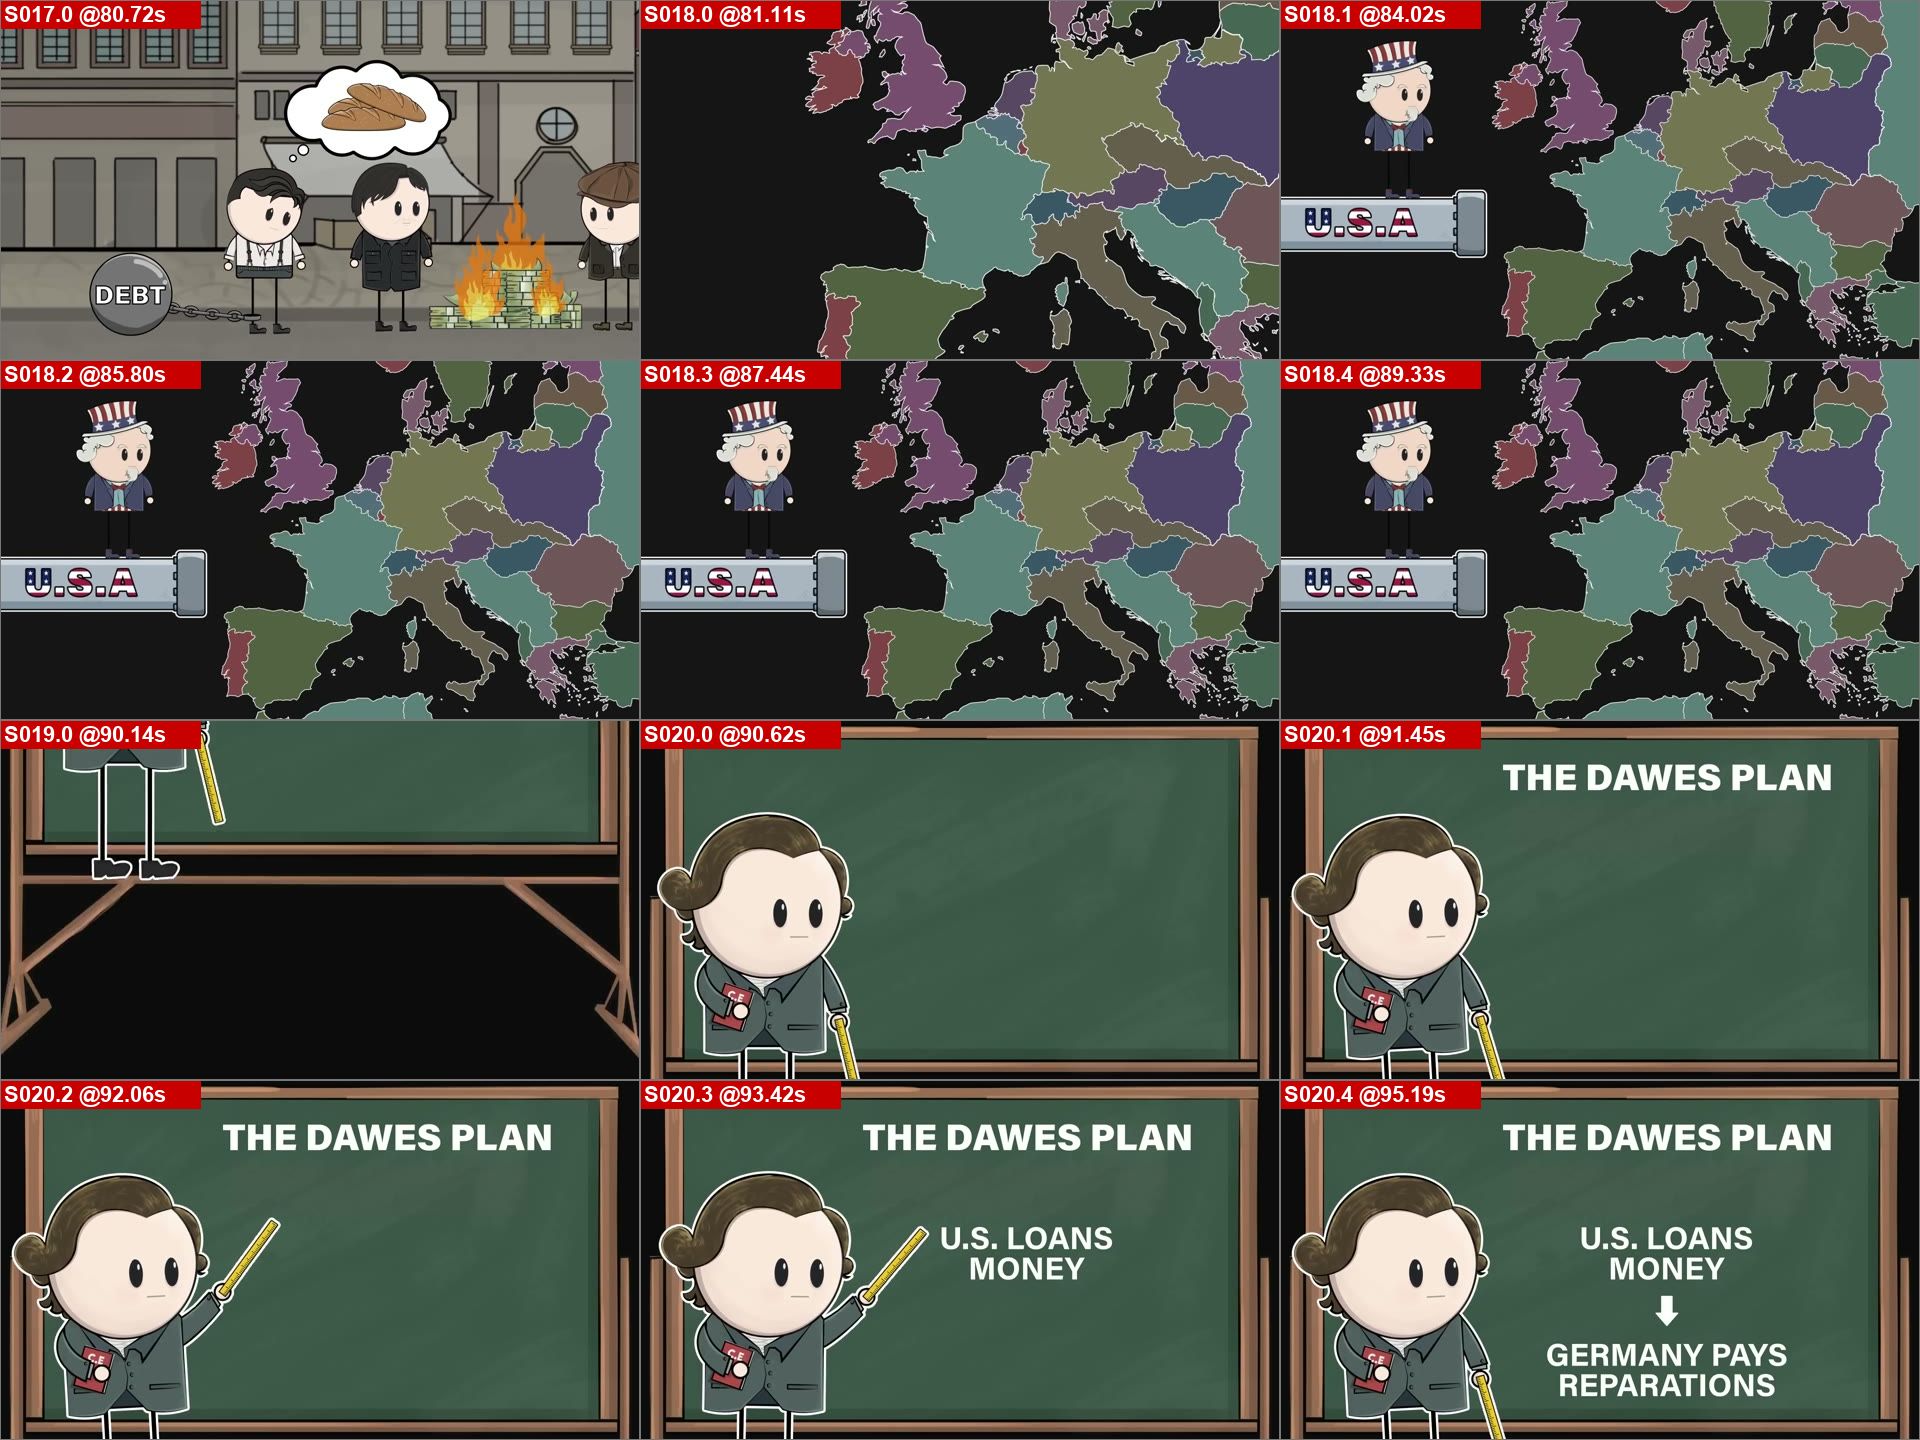 S017.0 @80.72s
DEBT
S018.0 @81.11s
S018.1 @84.02s
U.S.A
S018.2 @85.80s
U.S.A
S018.3 @87.44s
U.S.A
S018.4 @89.33s
U.S.A
S019.0 @90.14s
S020.0 @90.62s
C.E
S020.1 @91.45s
THE DAWES PLAN
C.E
S020.2 @92.06s
THE DAWES PLAN
C.E
S020.3 @93.42s
THE DAWES PLAN
U.S. LOANS
MONEY
C.E
S020.4 @95.19s
THE DAWES PLAN
U.S. LOANS
MONEY
GERMANY PAYS
REPARATIONS
C.E